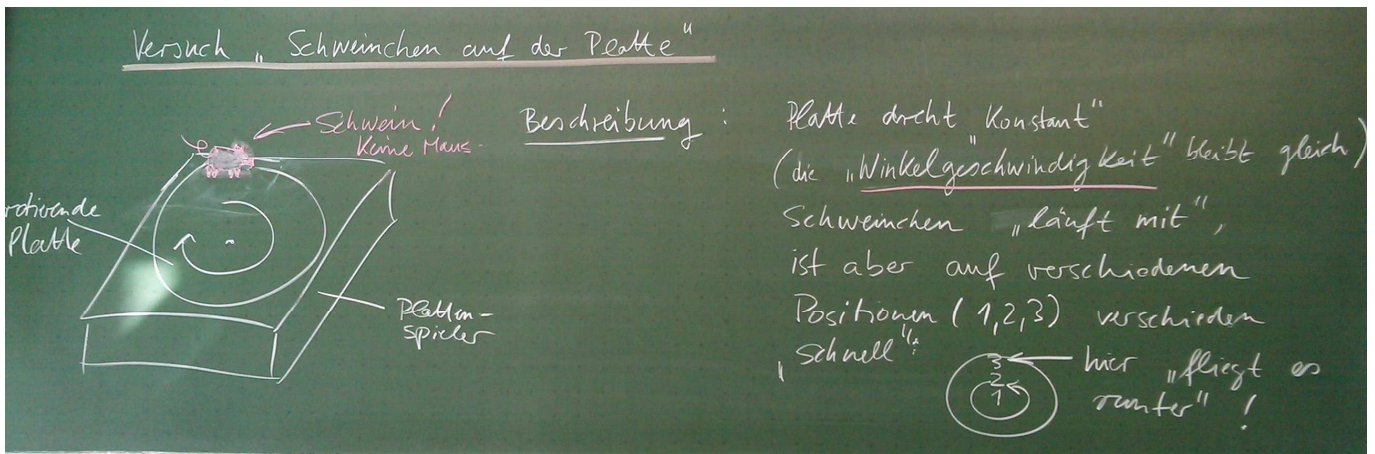 Versuch „Schweinchen auf der Platte“
Schwein!
Keine Maus.
rotierende
Platte
Platten-
spieler
Beschreibung :
Platte dreht „Konstant“
(die „Winkelgeschwindigkeit“ bleibt gleich)
Schweinchen „läuft mit“,
ist aber auf verschiedenen
Positionen (1,2,3) verschieden
„schnell“:
3
2
1
hier „fliegt es
runter“ !